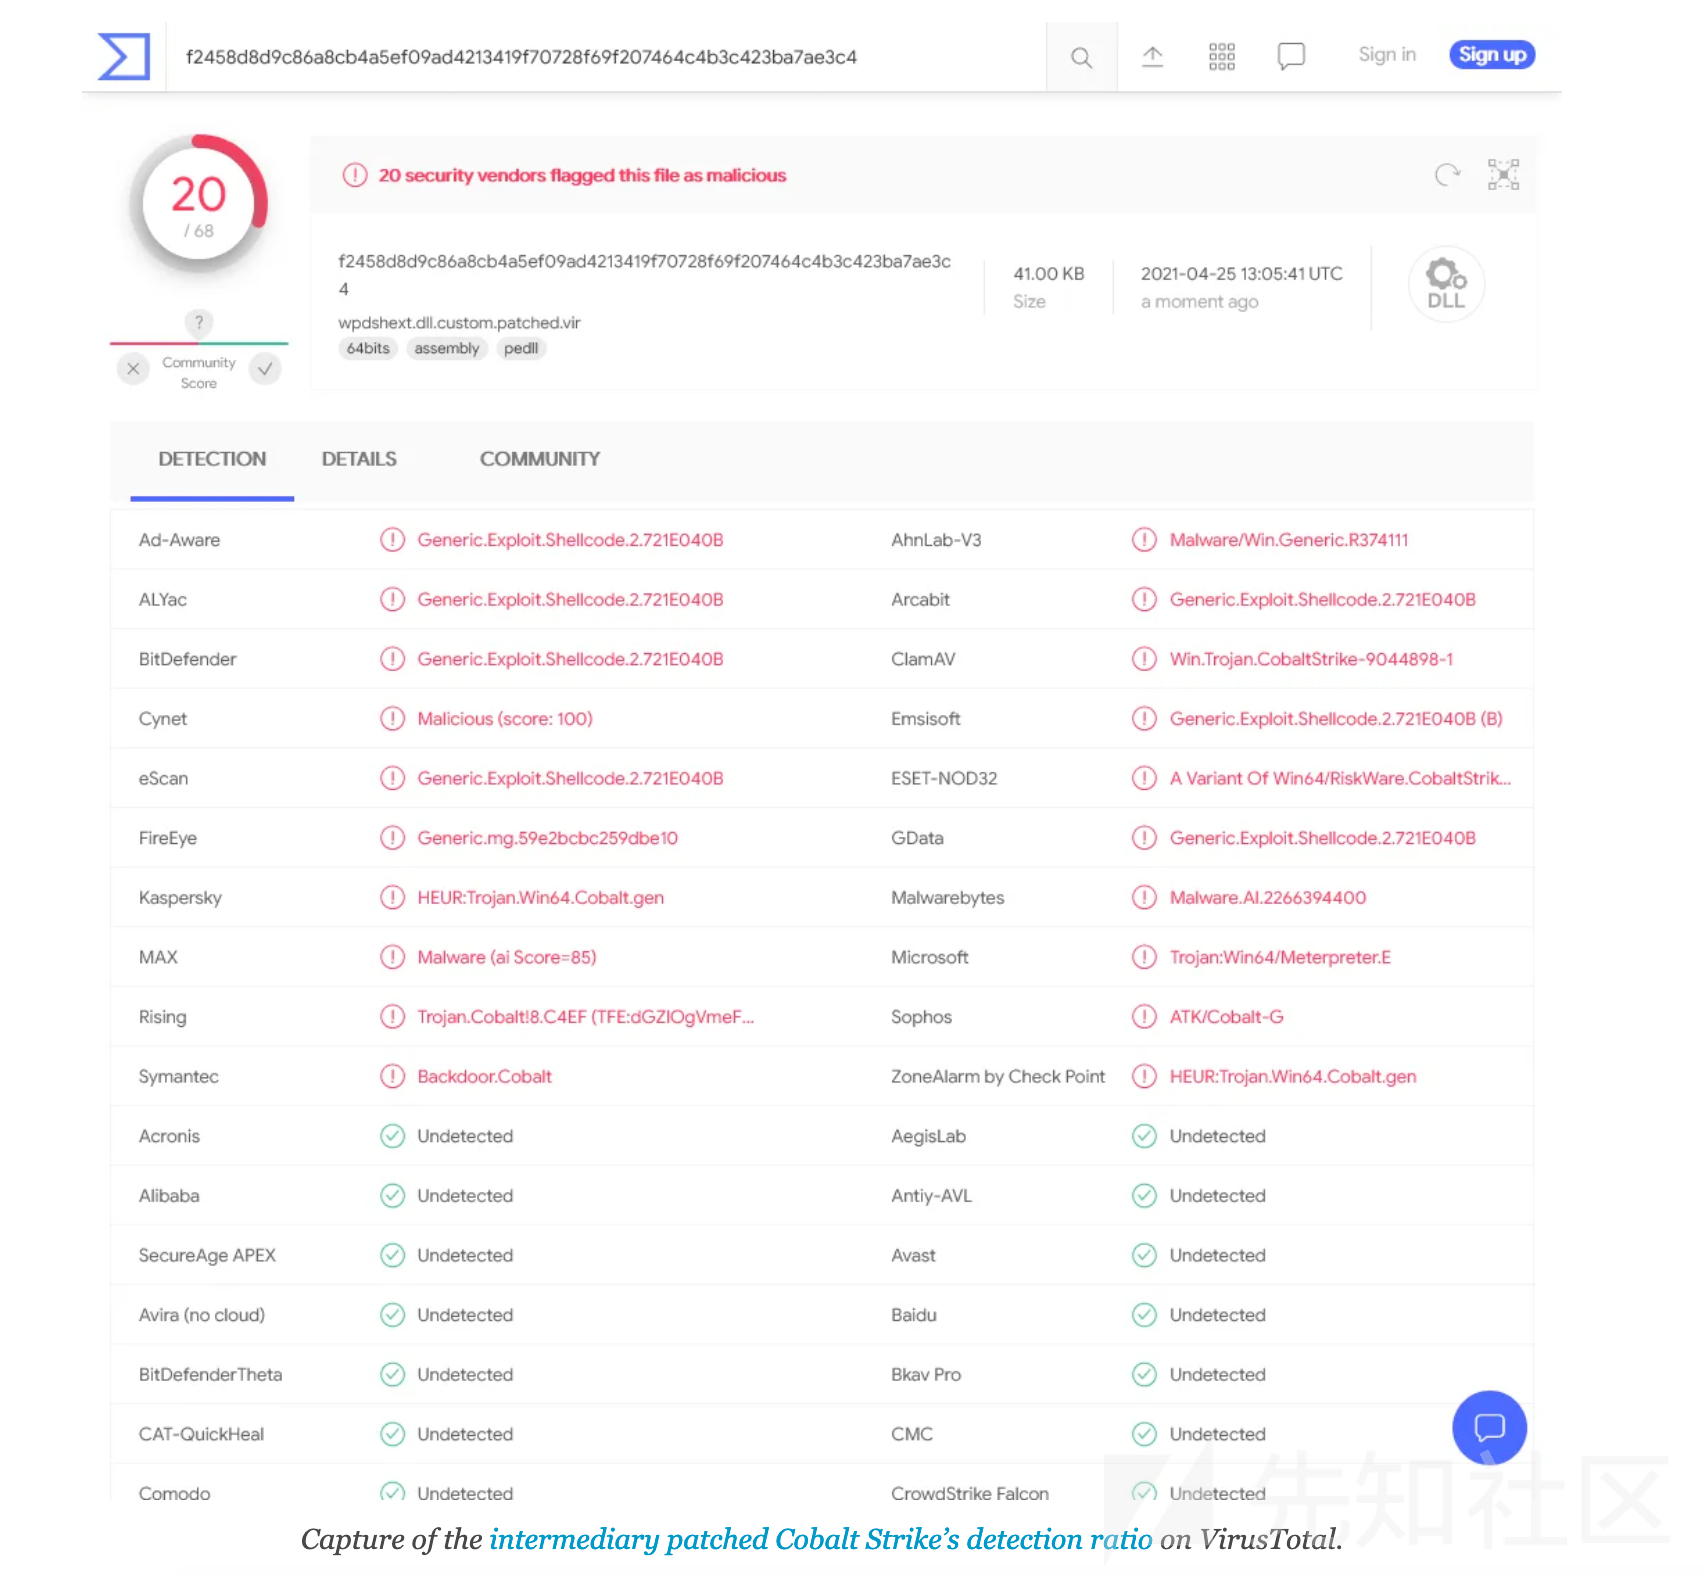 f2458d8d9c86a8cb4a5ef09ad4213419f70728f69f207464c4b3c423ba7ae3c4
Sign in
Sign up
20
/ 68
20 security vendors flagged this file as malicious
f2458d8d9c86a8cb4a5ef09ad4213419f70728f69f207464c4b3c423ba7ae3c
4
wpdshext.dll.custom.patched.vir
64bits assembly pedll
41.00 KB
Size
2021-04-25 13:05:41 UTC
a moment ago
DLL
?
Community
Score
DETECTION DETAILS COMMUNITY
Ad-Aware Generic.Exploit.Shellcode.2.721E040B AhnLab-V3 Malware/Win.Generic.R374111
ALYac Generic.Exploit.Shellcode.2.721E040B Arcabit Generic.Exploit.Shellcode.2.721E040B
BitDefender Generic.Exploit.Shellcode.2.721E040B ClamAV Win.Trojan.CobaltStrike-9044898-1
Cynet Malicious (score: 100) Emsisoft Generic.Exploit.Shellcode.2.721E040B (B)
eScan Generic.Exploit.Shellcode.2.721E040B ESET-NOD32 A Variant Of Win64/RiskWare.CobaltStrik...
FireEye Generic.mg.59e2bcbc259dbe10 GData Generic.Exploit.Shellcode.2.721E040B
Kaspersky HEUR:Trojan.Win64.Cobalt.gen Malwarebytes Malware.AI.2266394400
MAX Malware (ai Score=85) Microsoft Trojan:Win64/Meterpreter.E
Rising Trojan.Cobalt!8.C4EF (TFE:dGZlOgVmeF... Sophos ATK/Cobalt-G
Symantec Backdoor.Cobalt ZoneAlarm by Check Point HEUR:Trojan.Win64.Cobalt.gen
Acronis Undetected AegisLab Undetected
Alibaba Undetected Antiy-AVL Undetected
SecureAge APEX Undetected Avast Undetected
Avira (no cloud) Undetected Baidu Undetected
BitDefenderTheta Undetected Bkav Pro Undetected
CAT-QuickHeal Undetected CMC Undetected
Comodo Undetected CrowdStrike Falcon Undetected
先知社区
Capture of the intermediary patched Cobalt Strike’s detection ratio on VirusTotal.